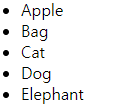 • Apple
• Bag
• Cat
• Dog
• Elephant